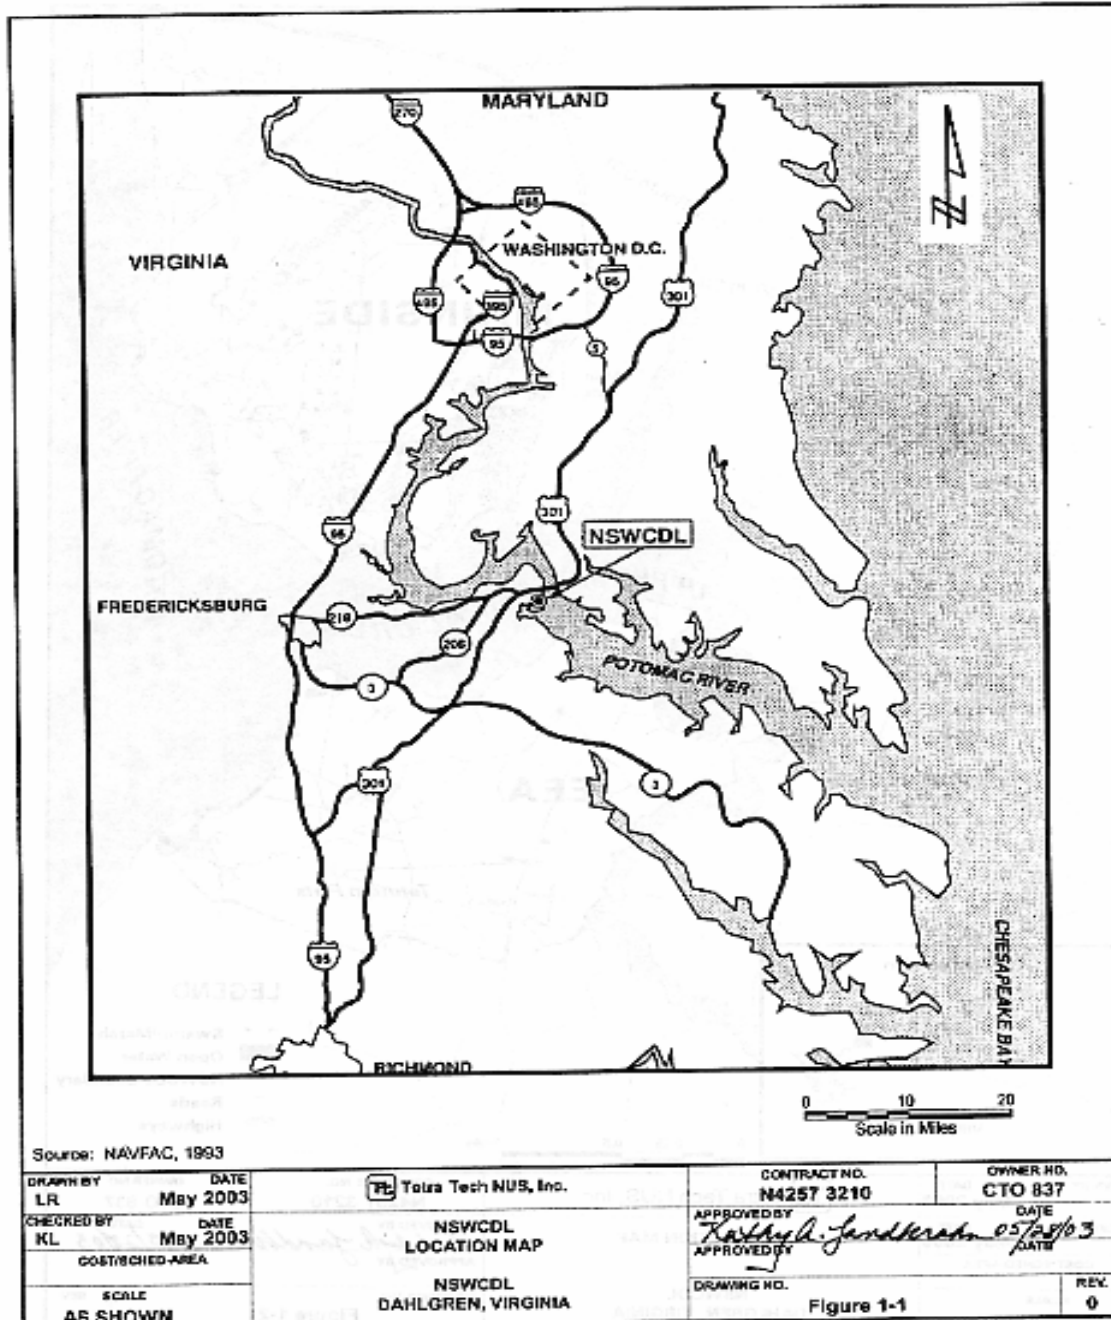 MARYLAND
270
495
WASHINGTON D.C.
VIRGINIA
95
495
395
301
95
5
301
95
NSWCDL
FREDERICKSBURG
218
206
POTOMAC RIVER
3
301
3
95
CHESAPEAKE BAY
RICHMOND
0 10 20
Scale in Miles
Source: NAVFAC, 1993
DRAWN BY DATE
LR May 2003
CHECKED BY DATE
KL May 2003
COST/SCHED-AREA
SCALE
AS SHOWN
Tt Tetra Tech NUS, Inc.
NSWCDL
LOCATION MAP
NSWCDL
DAHLGREN, VIRGINIA
CONTRACT NO.
N4257 3210
OWNER NO.
CTO 837
APPROVED BY DATE
Kathy A. 05/28/03
APPROVED BY DATE
DRAWING NO.
Figure 1-1
REV.
0